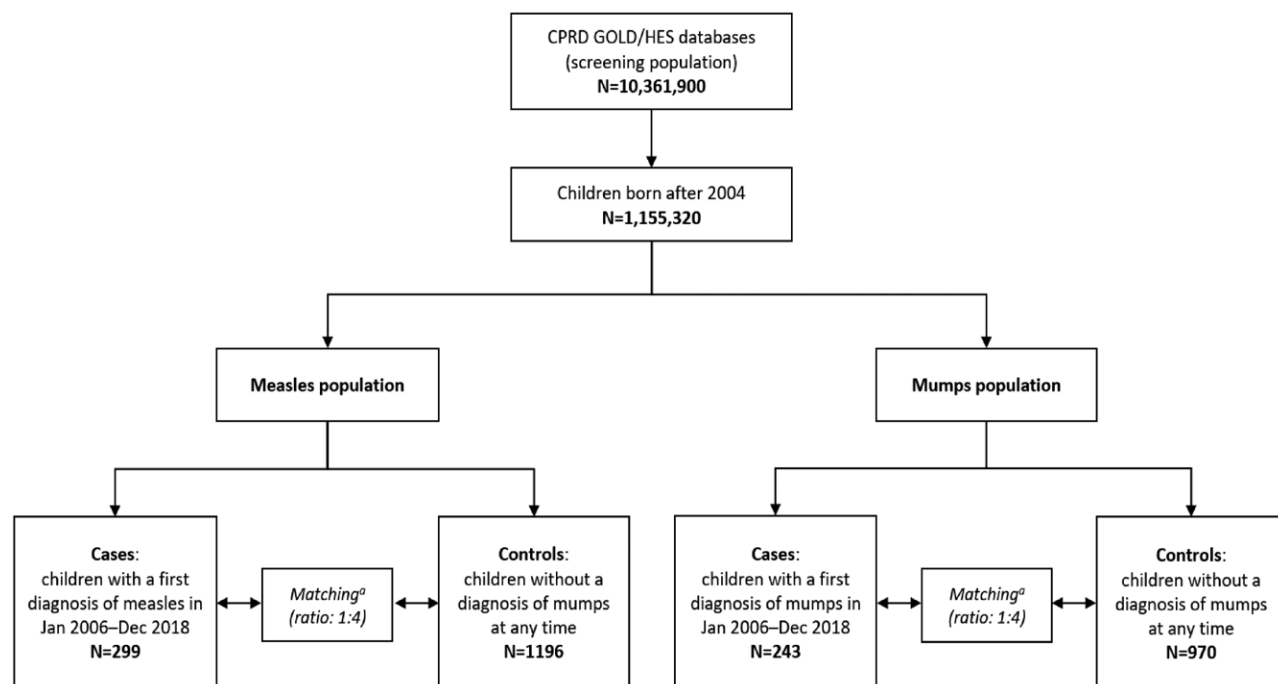 CPRD GOLD/HES databases
(screening population)
N=10,361,900
Children born after 2004
N=1,155,320
Measles population
Mumps population
Cases:
children with a first
diagnosis of measles in
Jan 2006–Dec 2018
N=299
Matchingᵃ
(ratio: 1:4)
Controls:
children without a
diagnosis of mumps
at any time
N=1196
Cases:
children with a first
diagnosis of mumps in
Jan 2006–Dec 2018
N=243
Matchingᵃ
(ratio: 1:4)
Controls:
children without a
diagnosis of mumps
at any time
N=970